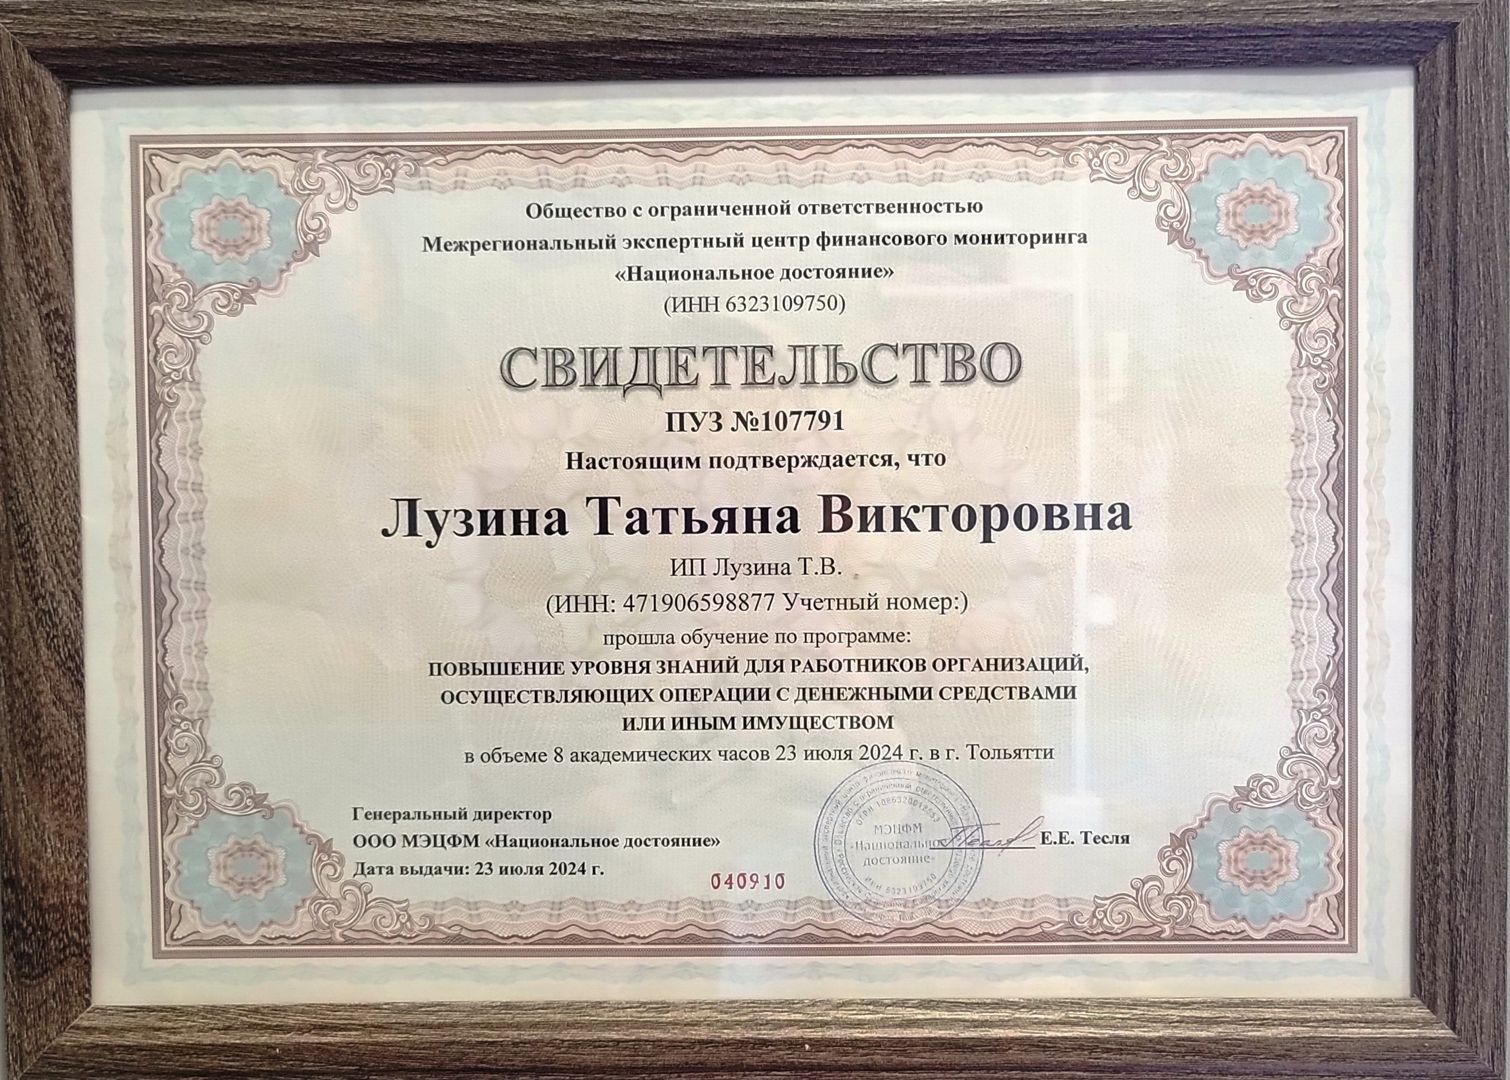 Общество с ограниченной ответственностью
Межрегиональный экспертный центр финансового мониторинга
«Национальное достояние»
(ИНН 6323109750)
СВИДЕТЕЛЬСТВО
ПУЗ №107791
Настоящим подтверждается, что
Лузина Татьяна Викторовна
ИП Лузина Т.В.
(ИНН: 471906598877 Учетный номер:)
прошла обучение по программе:
ПОВЫШЕНИЕ УРОВНЯ ЗНАНИЙ ДЛЯ РАБОТНИКОВ ОРГАНИЗАЦИЙ,
ОСУЩЕСТВЛЯЮЩИХ ОПЕРАЦИИ С ДЕНЕЖНЫМИ СРЕДСТВАМИ
ИЛИ ИНЫМ ИМУЩЕСТВОМ
в объеме 8 академических часов 23 июля 2024 г. в г. Тольятти
Генеральный директор
ООО МЭЦФМ «Национальное достояние»
Е.Е. Тесля
Дата выдачи: 23 июля 2024 г.
040910
МЭЦФМ
«Национальное
достояние»
ИНН 6323109750